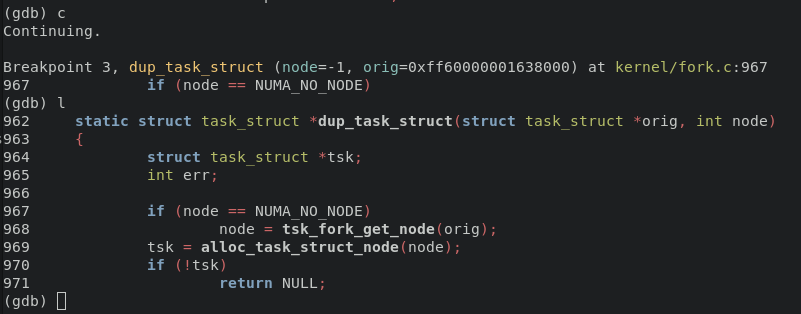 (gdb) c
Continuing.
Breakpoint 3, dup_task_struct (node=-1, orig=0xff60000001638000) at kernel/fork.c:967
967 if (node == NUMA_NO_NODE)
(gdb) l
962 static struct task_struct *dup_task_struct(struct task_struct *orig, int node)
963 {
964 struct task_struct *tsk;
965 int err;
966
967 if (node == NUMA_NO_NODE)
968 node = tsk_fork_get_node(orig);
969 tsk = alloc_task_struct_node(node);
970 if (!tsk)
971 return NULL;
(gdb)